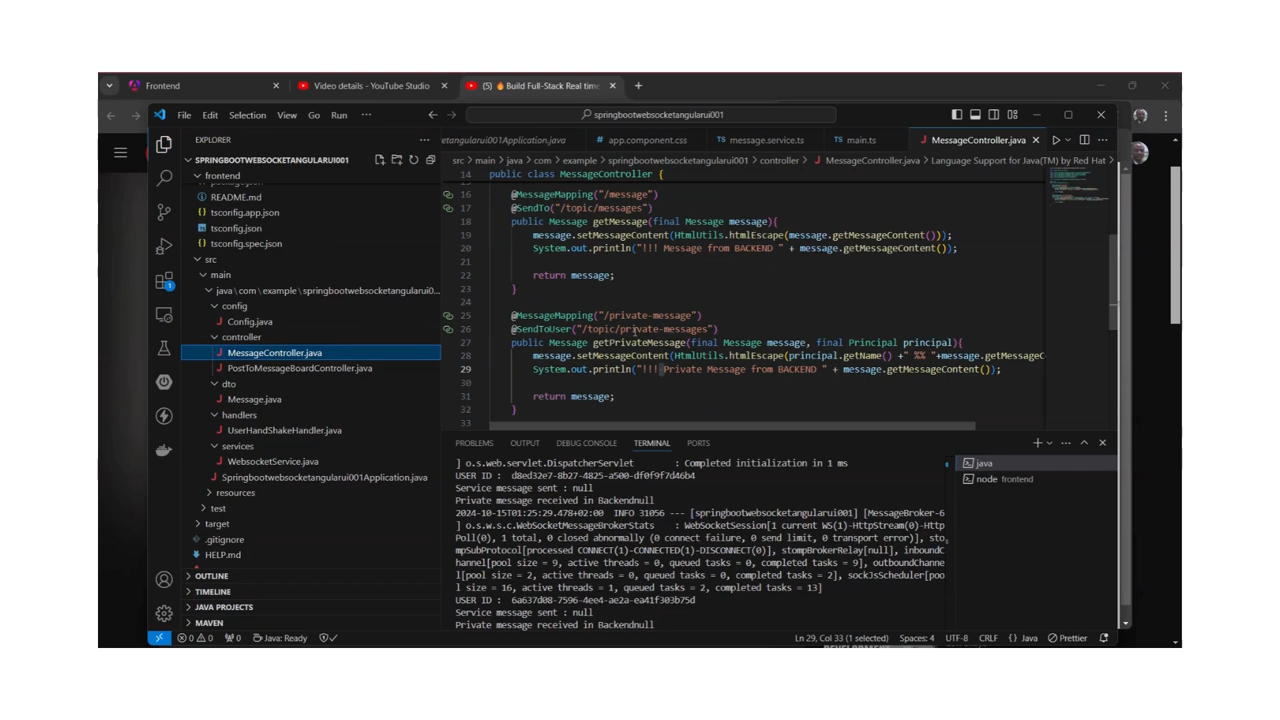 Frontend
Video details - YouTube Studio
(5) 🔥 Build Full-Stack Real time
File Edit Selection View Go Run ···
springbootwebsocketangularui001
EXPLORER
etangularui001Application.java
app.component.css
message.service.ts
main.ts
MessageController.java
SPRINGBOOTWEBSOCKETANGULARUI001
src > main > java > com > example > springbootwebsocketangularui001 > controller > MessageController.java > Language Support for Java(TM) by Red Hat >
frontend
package.json
README.md
tsconfig.app.json
tsconfig.json
tsconfig.spec.json
src
main
java\com\example\springbootwebsocketangularui0...
config
Config.java
controller
MessageController.java
PostToMessageBoardController.java
dto
Message.java
handlers
UserHandShakeHandler.java
services
WebsocketService.java
Springbootwebsocketangularui001Application.java
resources
test
target
.gitignore
HELP.md
OUTLINE
TIMELINE
JAVA PROJECTS
MAVEN
14 public class MessageController {
16 @MessageMapping("/message")
17 @SendTo("/topic/messages")
18 public Message getMessage(final Message message){
19 message.setMessageContent(HtmlUtils.htmlEscape(message.getMessageContent()));
20 System.out.println("!!! Message from BACKEND " + message.getMessageContent());
21
22 return message;
23 }
24
25 @MessageMapping("/private-message")
26 @SendToUser("/topic/private-messages")
27 public Message getPrivateMessage(final Message message, final Principal principal){
28 message.setMessageContent(HtmlUtils.htmlEscape(principal.getName() +" %% "+message.getMessageC
29 System.out.println("!!! Private Message from BACKEND " + message.getMessageContent());
30
31 return message;
32 }
33
PROBLEMS OUTPUT DEBUG CONSOLE TERMINAL PORTS
] o.s.web.servlet.DispatcherServlet : Completed initialization in 1 ms
USER ID : d8ed32e7-8b27-4825-a500-df0f9f7d46b4
Service message sent : null
Private message received in Backendnull
2024-10-15T01:25:29.478+02:00 INFO 31056 --- [springbootwebsocketangularui001] [MessageBroker-6
] o.s.w.s.c.WebSocketMessageBrokerStats : WebSocketSession[1 current WS(1)-HttpStream(0)-Http
Poll(0), 1 total, 0 closed abnormally (0 connect failure, 0 send limit, 0 transport error)], sto
mpSubProtocol[processed CONNECT(1)-CONNECTED(1)-DISCONNECT(0)], stompBrokerRelay[null], inboundC
hannel[pool size = 9, active threads = 0, queued tasks = 0, completed tasks = 9], outboundChanne
l[pool size = 2, active threads = 0, queued tasks = 0, completed tasks = 2], sockJsScheduler[poo
l size = 16, active threads = 1, queued tasks = 2, completed tasks = 13]
USER ID : 6a637d08-7596-4ee4-ae2a-ea41f303b75d
Service message sent : null
Private message received in Backendnull
java
node frontend
0 0 0 Java: Ready
Ln 29, Col 33 (1 selected) Spaces: 4 UTF-8 CRLF {} Java Prettier